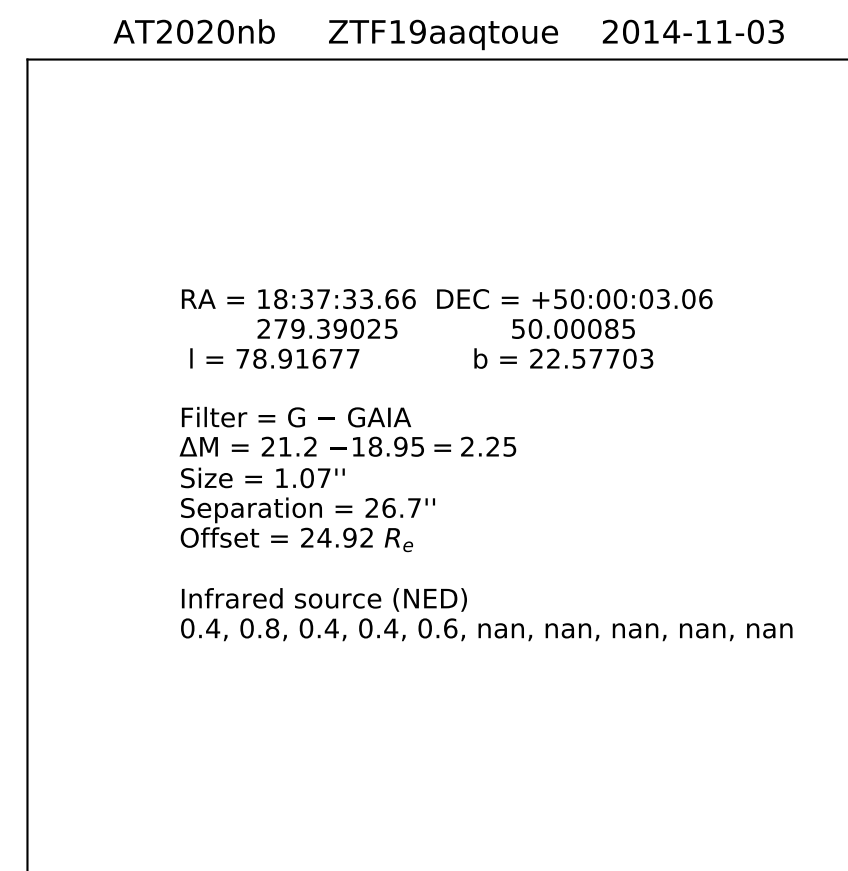 AT2020nb ZTF19aaqtoue 2014-11-03
RA = 18:37:33.66 DEC = +50:00:03.06
279.39025 50.00085
l = 78.91677 b = 22.57703
Filter = G − GAIA
ΔM = 21.2 −18.95 = 2.25
Size = 1.07''
Separation = 26.7''
Offset = 24.92 Rₑ
Infrared source (NED)
0.4, 0.8, 0.4, 0.4, 0.6, nan, nan, nan, nan, nan